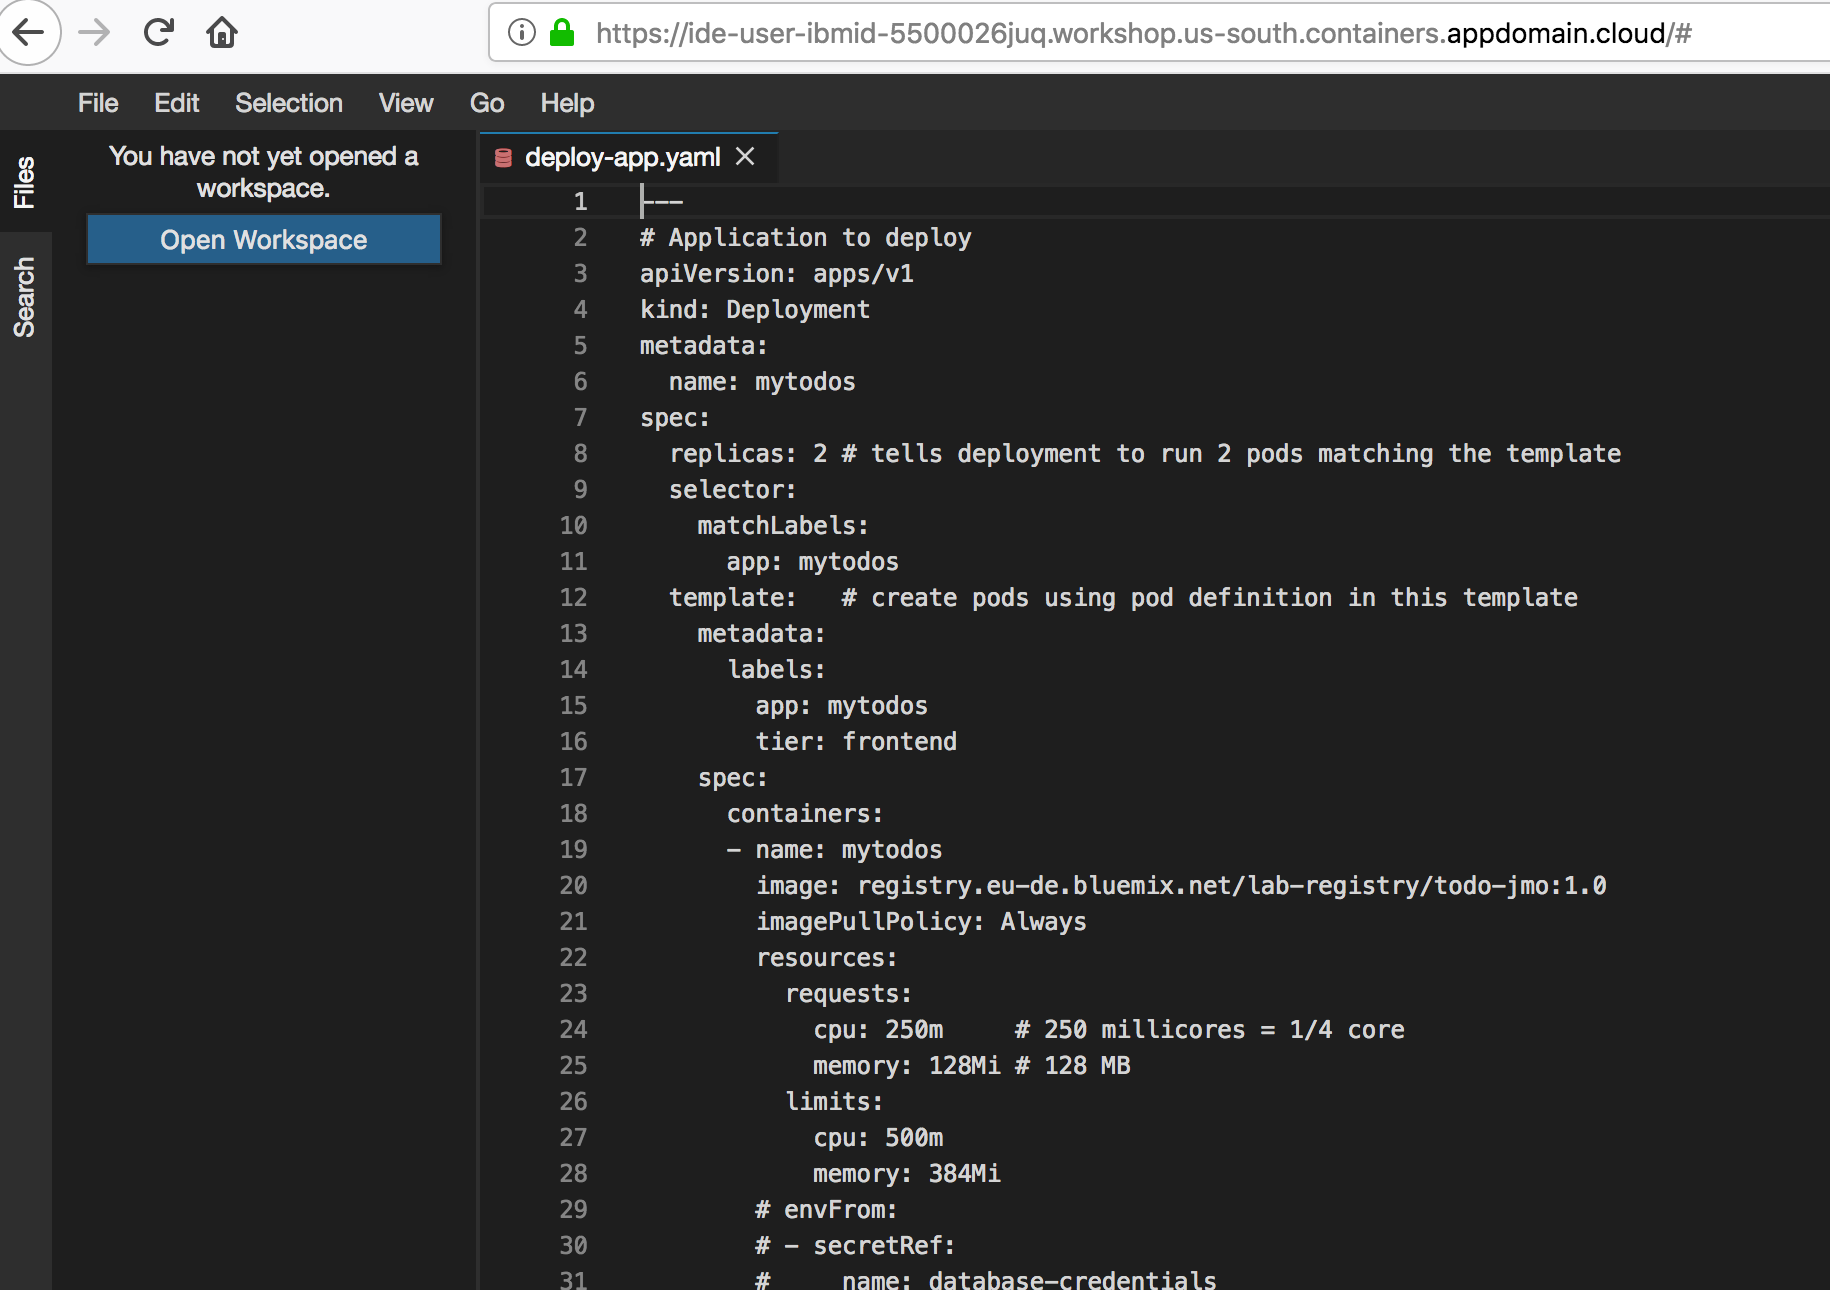 https://ide-user-ibmid-5500026juq.workshop.us-south.containers.appdomain.cloud/#
File Edit Selection View Go Help
Files
Search
You have not yet opened a
workspace.
Open Workspace
deploy-app.yaml
1 ---
2 # Application to deploy
3 apiVersion: apps/v1
4 kind: Deployment
5 metadata:
6   name: mytodos
7 spec:
8   replicas: 2 # tells deployment to run 2 pods matching the template
9   selector:
10     matchLabels:
11       app: mytodos
12   template:   # create pods using pod definition in this template
13     metadata:
14       labels:
15         app: mytodos
16         tier: frontend
17     spec:
18       containers:
19       - name: mytodos
20         image: registry.eu-de.bluemix.net/lab-registry/todo-jmo:1.0
21         imagePullPolicy: Always
22         resources:
23           requests:
24             cpu: 250m     # 250 millicores = 1/4 core
25             memory: 128Mi # 128 MB
26           limits:
27             cpu: 500m
28             memory: 384Mi
29         # envFrom:
30         # - secretRef:
31         #     name: database-credentials